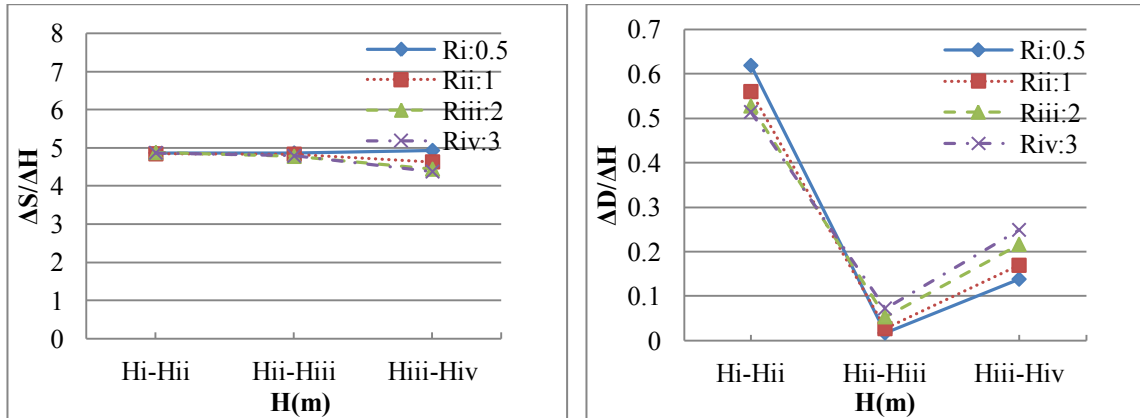 8
7
6
5
4
3
2
1
0
ΔS/ΔH
Hi-Hii
Hii-Hiii
Hiii-Hiv
H(m)
Ri:0.5
Rii:1
Riii:2
Riv:3
0.7
0.6
0.5
0.4
0.3
0.2
0.1
0
ΔD/ΔH
Hi-Hii
Hii-Hiii
Hiii-Hiv
H(m)
Ri:0.5
Rii:1
Riii:2
Riv:3